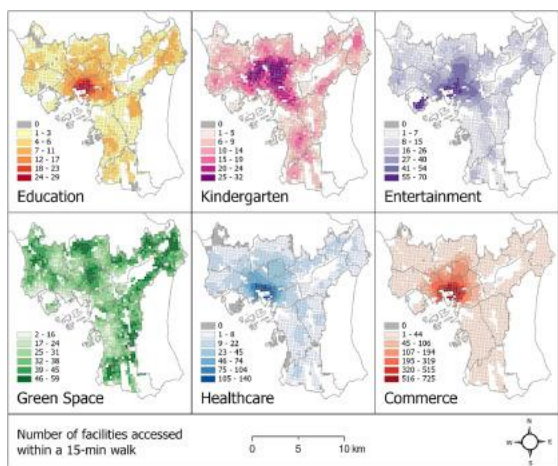 0
1 - 3
4 - 6
7 - 11
12 - 17
18 - 23
24 - 29
Education
0
1 - 5
6 - 9
10 - 14
15 - 19
20 - 24
25 - 32
Kindergarten
0
1 - 7
8 - 15
16 - 26
27 - 40
41 - 54
55 - 70
Entertainment
2 - 16
17 - 24
25 - 31
32 - 38
39 - 45
46 - 59
Green Space
0
1 - 8
9 - 22
23 - 45
46 - 74
75 - 104
105 - 140
Healthcare
0
1 - 44
45 - 106
107 - 194
195 - 319
320 - 515
516 - 725
Commerce
Number of facilities accessed
within a 15-min walk
0 5 10 km
N
W E
S